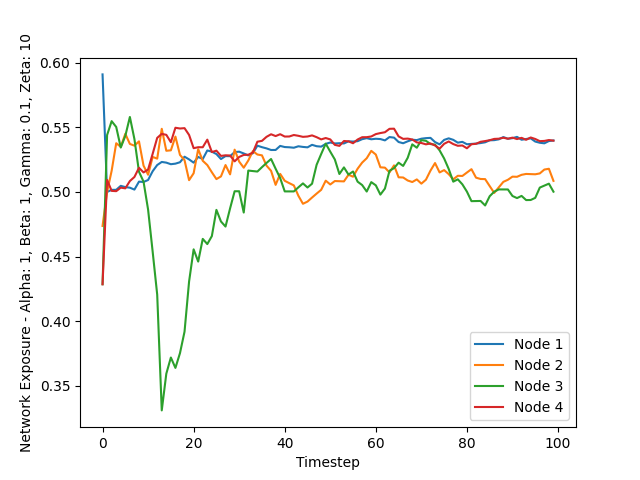 Network Exposure - Alpha: 1, Beta: 1, Gamma: 0.1, Zeta: 10
0.60
0.55
0.50
0.45
0.40
0.35
Node 1
Node 2
Node 3
Node 4
0
20
40
60
80
100
Timestep